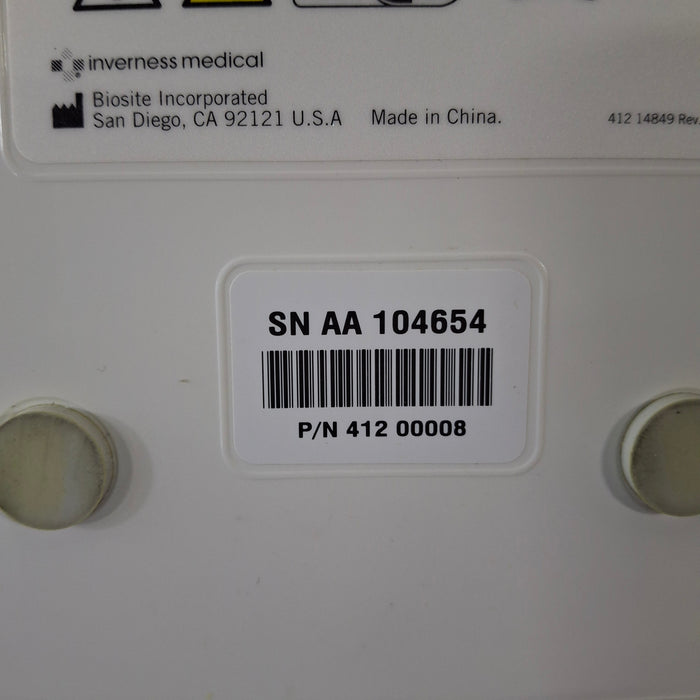 inverness medical
Biosite Incorporated
San Diego, CA 92121 U.S.A Made in China.
412 14849 Rev.
SN AA 104654
P/N 412 00008